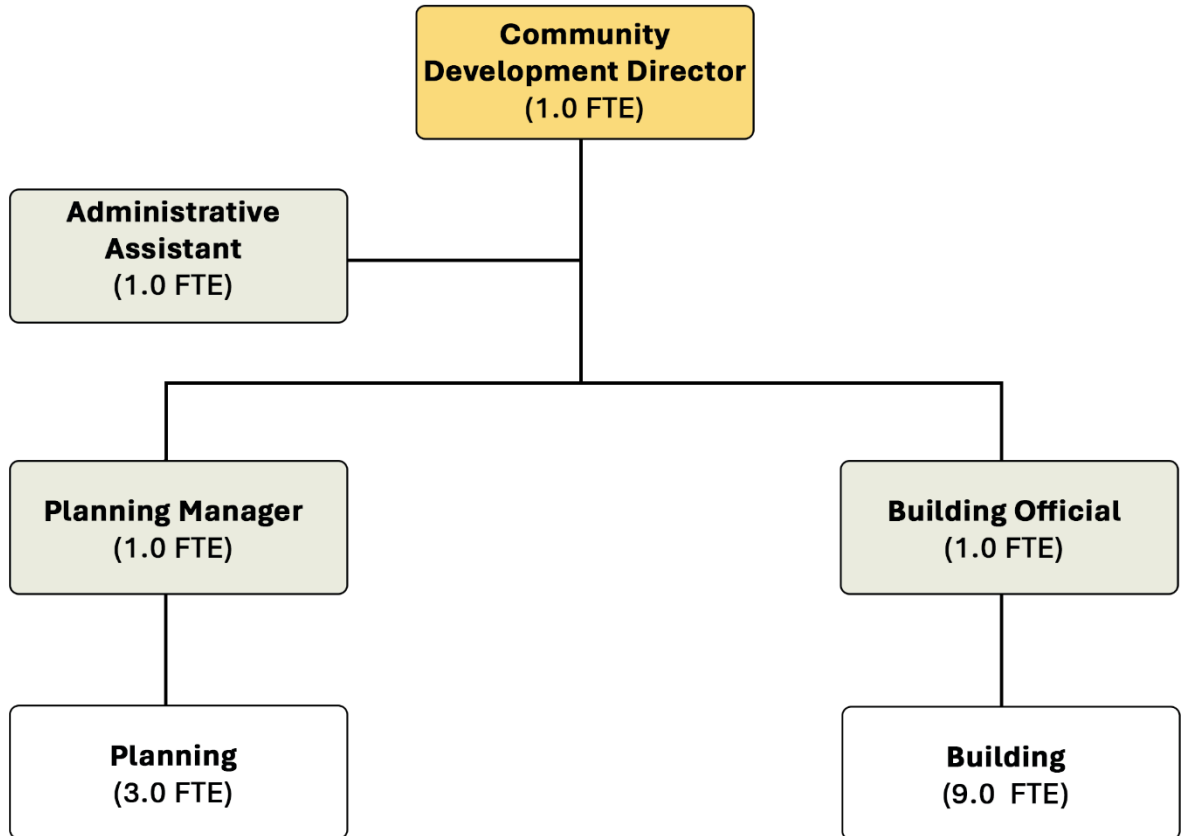 Community
Development Director
(1.0 FTE)
Administrative
Assistant
(1.0 FTE)
Planning Manager
(1.0 FTE)
Building Official
(1.0 FTE)
Planning
(3.0 FTE)
Building
(9.0  FTE)